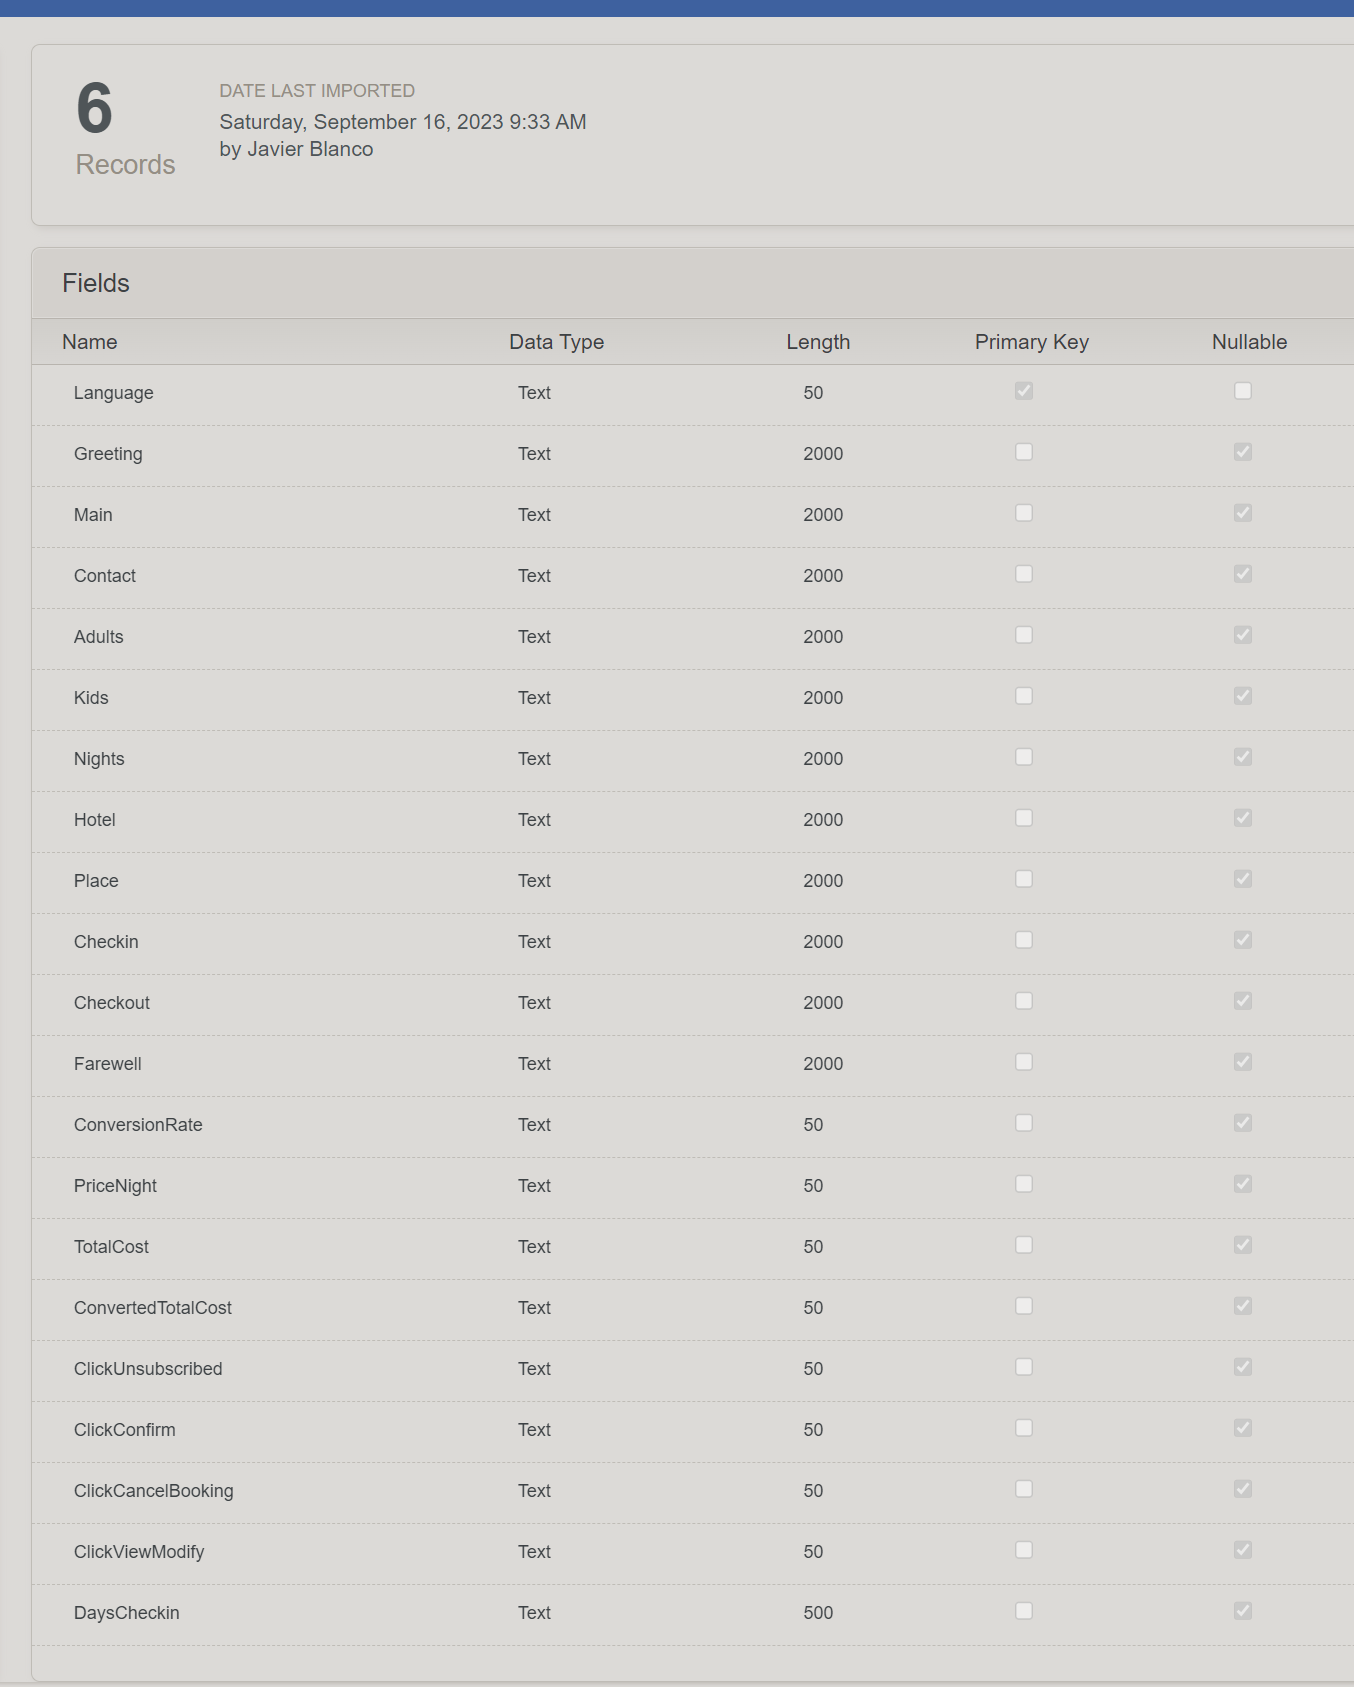 6
Records
DATE LAST IMPORTED
Saturday, September 16, 2023 9:33 AM
by Javier Blanco
Fields
Name Data Type Length Primary Key Nullable
Language Text 50
Greeting Text 2000
Main Text 2000
Contact Text 2000
Adults Text 2000
Kids Text 2000
Nights Text 2000
Hotel Text 2000
Place Text 2000
Checkin Text 2000
Checkout Text 2000
Farewell Text 2000
ConversionRate Text 50
PriceNight Text 50
TotalCost Text 50
ConvertedTotalCost Text 50
ClickUnsubscribed Text 50
ClickConfirm Text 50
ClickCancelBooking Text 50
ClickViewModify Text 50
DaysCheckin Text 500